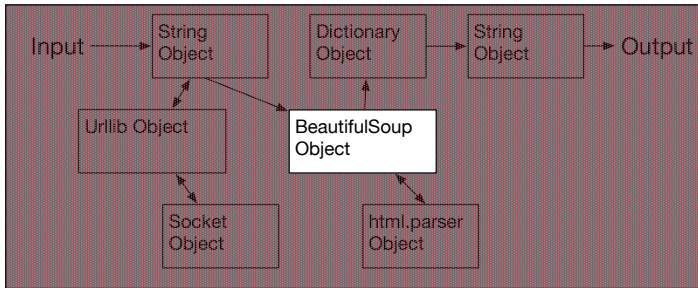 Input
String
Object
Dictionary
Object
String
Object
Output
Urllib Object
BeautifulSoup
Object
Socket
Object
html.parser
Object